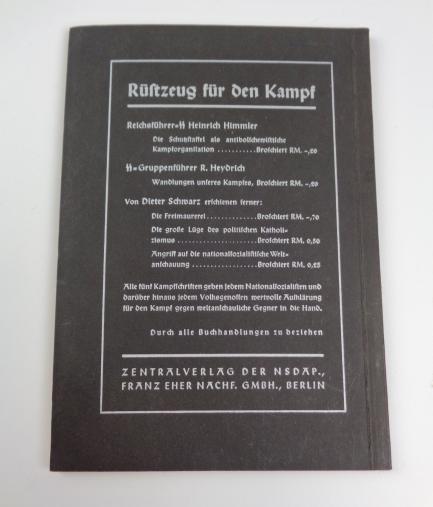 Rüstzeug für den Kampf
Reichsführer-SS Heinrich Himmler
Die Schutzstaffel als antibolschewistische
Kampforganisation ........... Broschiert RM. –,20
SS-Gruppenführer R. Heydrich
Wandlungen unseres Kampfes, Broschiert RM. –,20
Von Dieter Schwarz erschienen ferner:
Die Freimaurerei ............. Broschiert RM. –,70
Die große Lüge des politischen Katholi-
zismus .................... Broschiert RM. 0,50
Angriff auf die nationalsozialistische Welt-
anschauung ................. Broschiert RM. 0,25
Alle fünf Kampfschriften geben jedem Nationalsozialisten und
darüber hinaus jedem Volksgenossen wertvolle Aufklärung
für den Kampf gegen weltanschauliche Gegner in die Hand.
Durch alle Buchhandlungen zu beziehen
ZENTRALVERLAG DER NSDAP.,
FRANZ EHER NACHF. GMBH., BERLIN